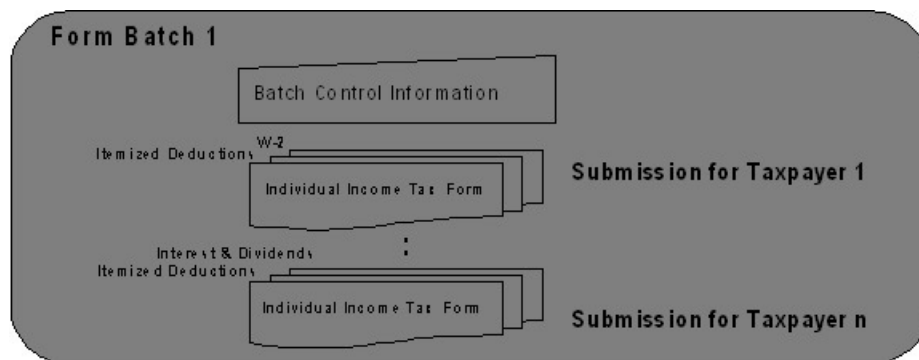 Form Batch 1
Batch Control Information
W-2
Itemized Deductions
Individual Income Tax Form
Submission for Taxpayer 1
Interest & Dividends
Itemized Deductions
Individual Income Tax Form
Submission for Taxpayer n